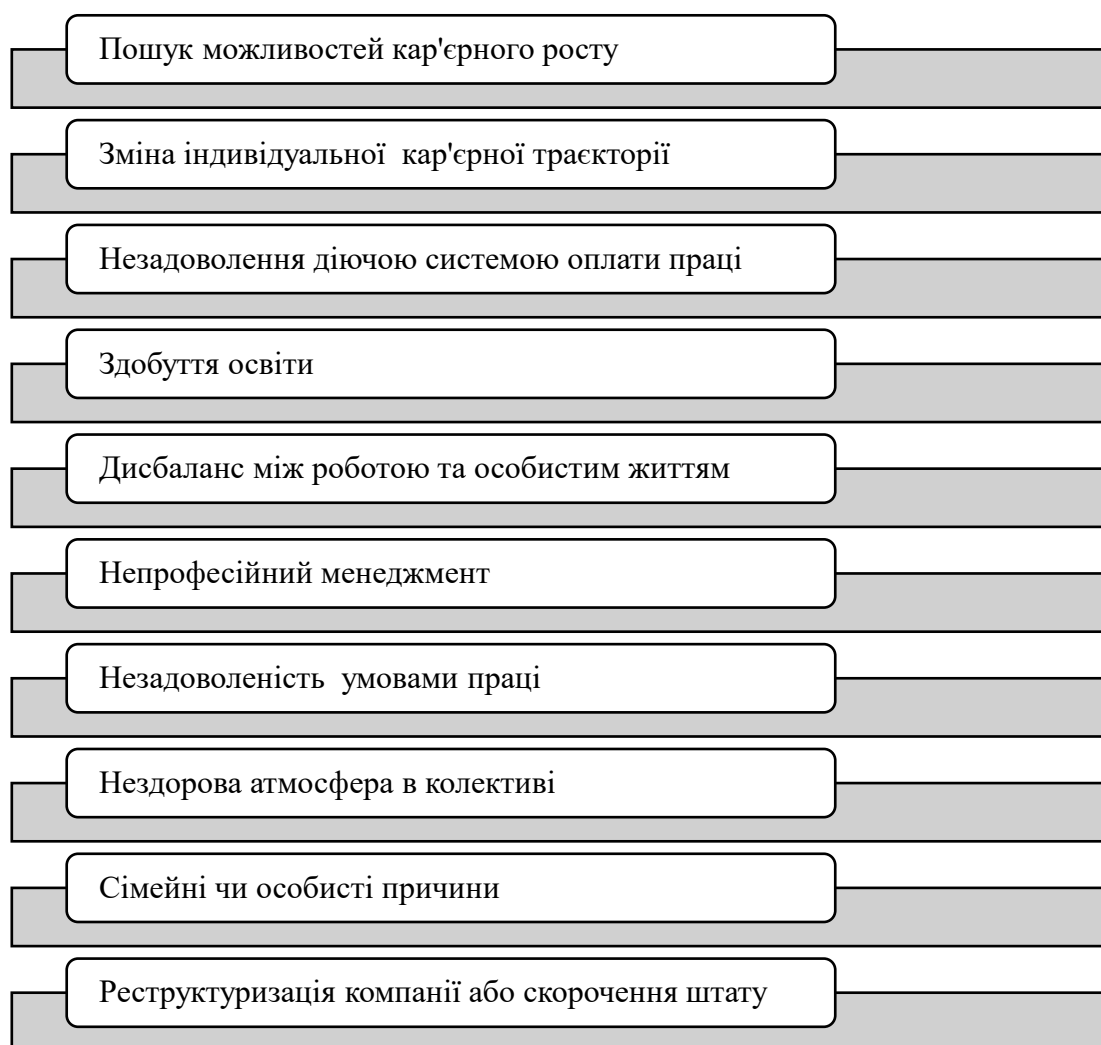 Пошук можливостей кар'єрного росту
Зміна індивідуальної  кар'єрної траєкторії
Незадоволення діючою системою оплати праці
Здобуття освіти
Дисбаланс між роботою та особистим життям
Непрофесійний менеджмент
Незадоволеність  умовами праці
Нездорова атмосфера в колективі
Сімейні чи особисті причини
Реструктуризація компанії або скорочення штату